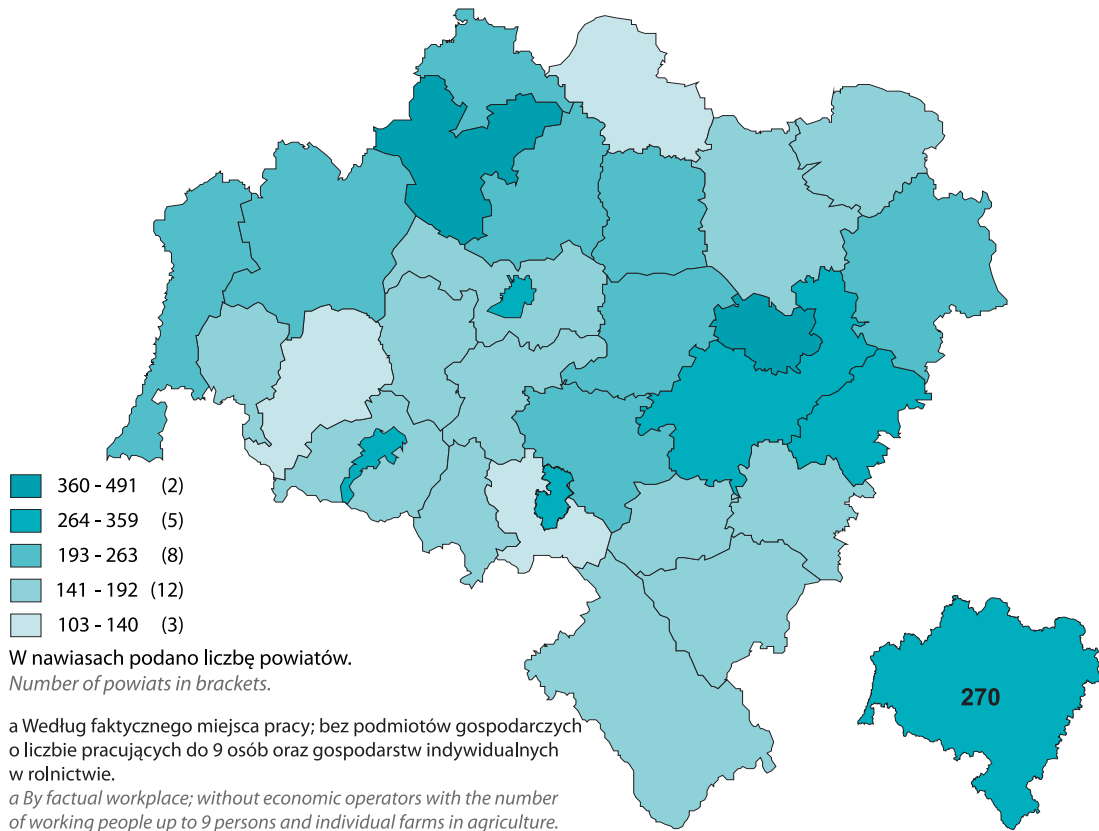 360 - 491 (2)
264 - 359 (5)
193 - 263 (8)
141 - 192 (12)
103 - 140 (3)
W nawiasach podano liczbę powiatów.
Number of powiats in brackets.
270
a Według faktycznego miejsca pracy; bez podmiotów gospodarczych
o liczbie pracujących do 9 osób oraz gospodarstw indywidualnych
w rolnictwie.
a By factual workplace; without economic operators with the number
of working people up to 9 persons and individual farms in agriculture.